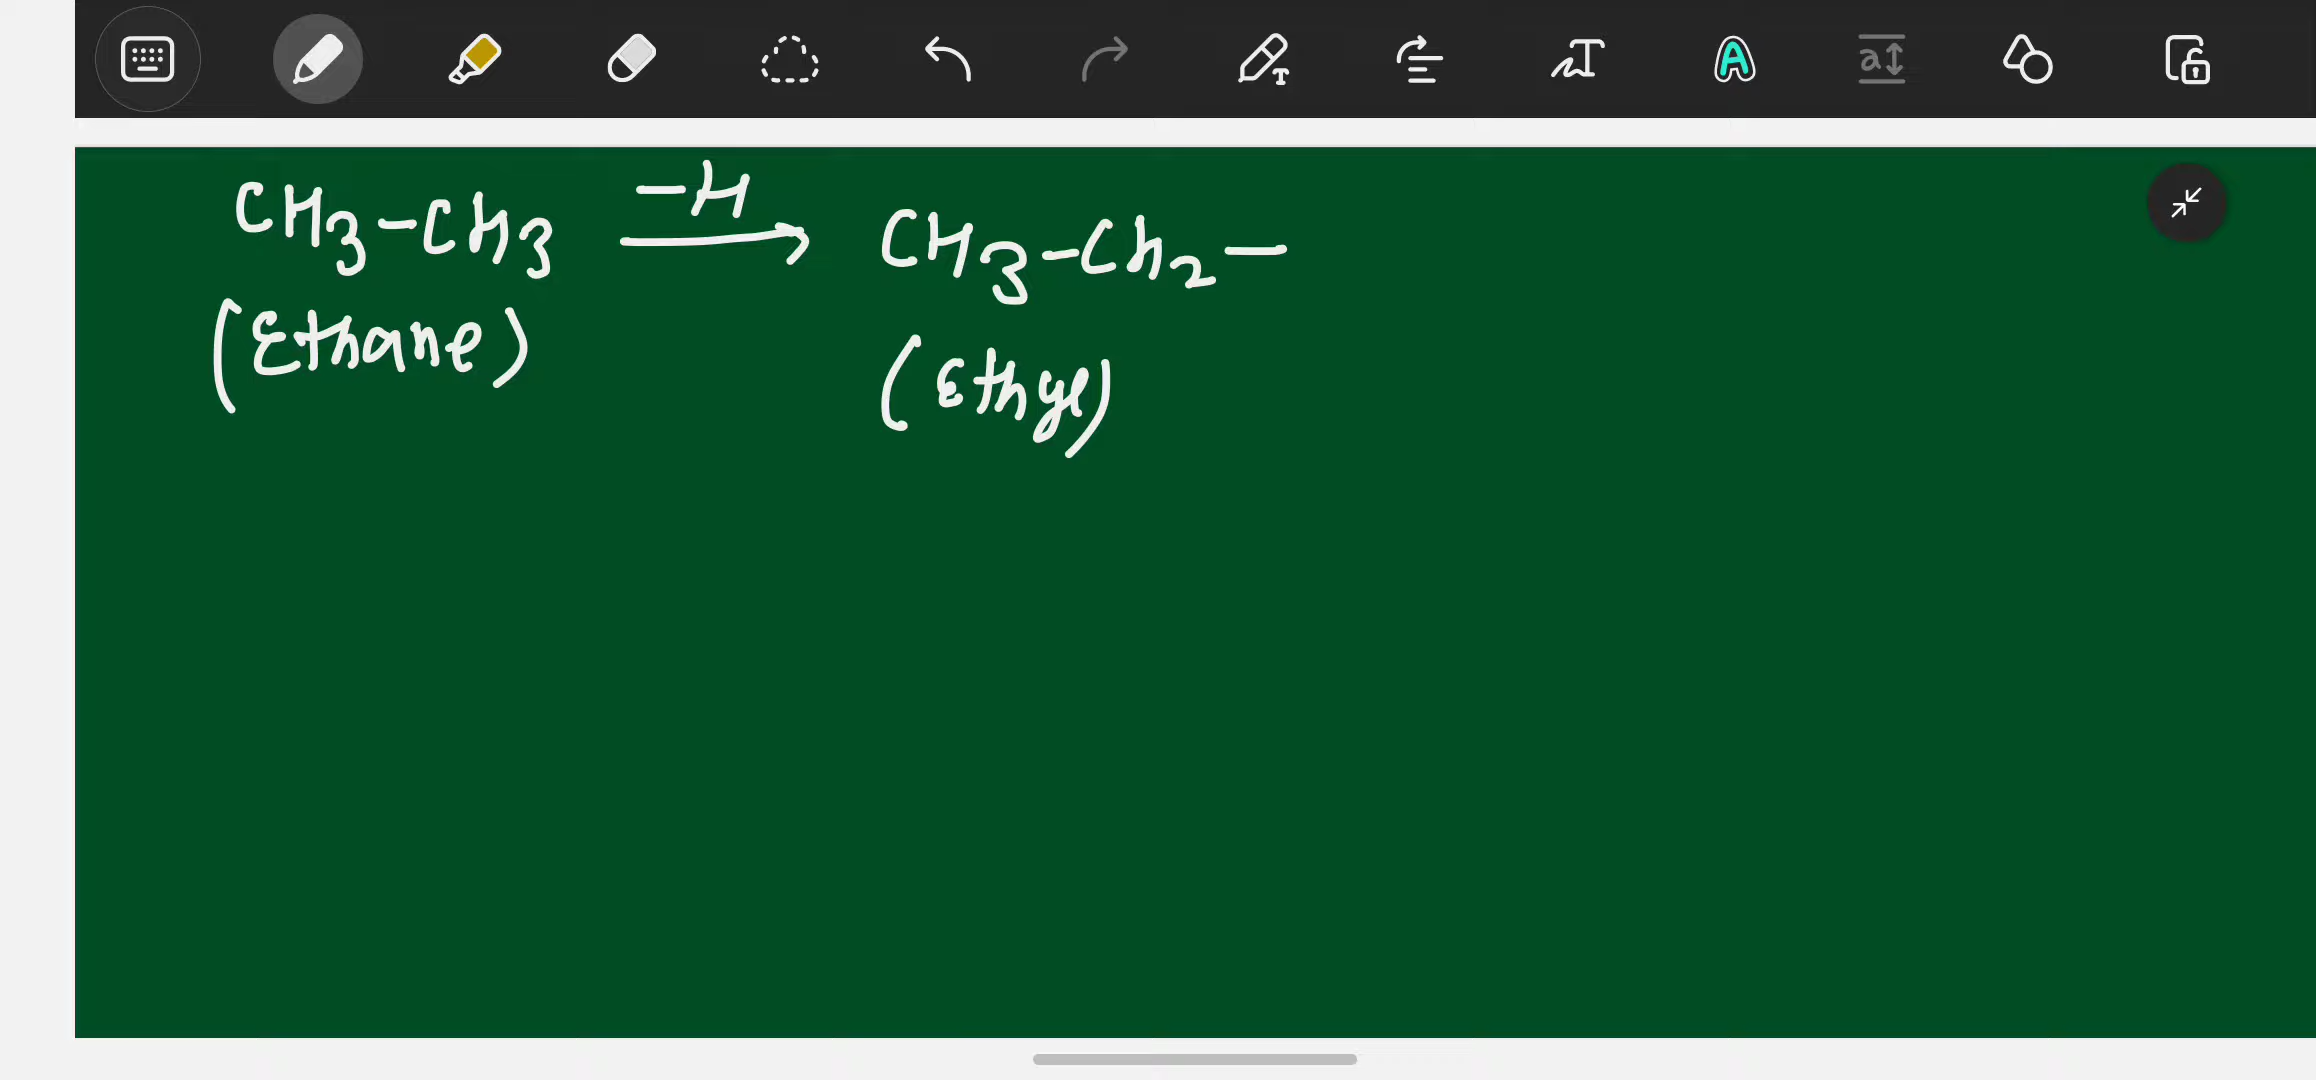 CH3-CH3 -H→ CH3-CH2-
(Ethane) (Ethyl)